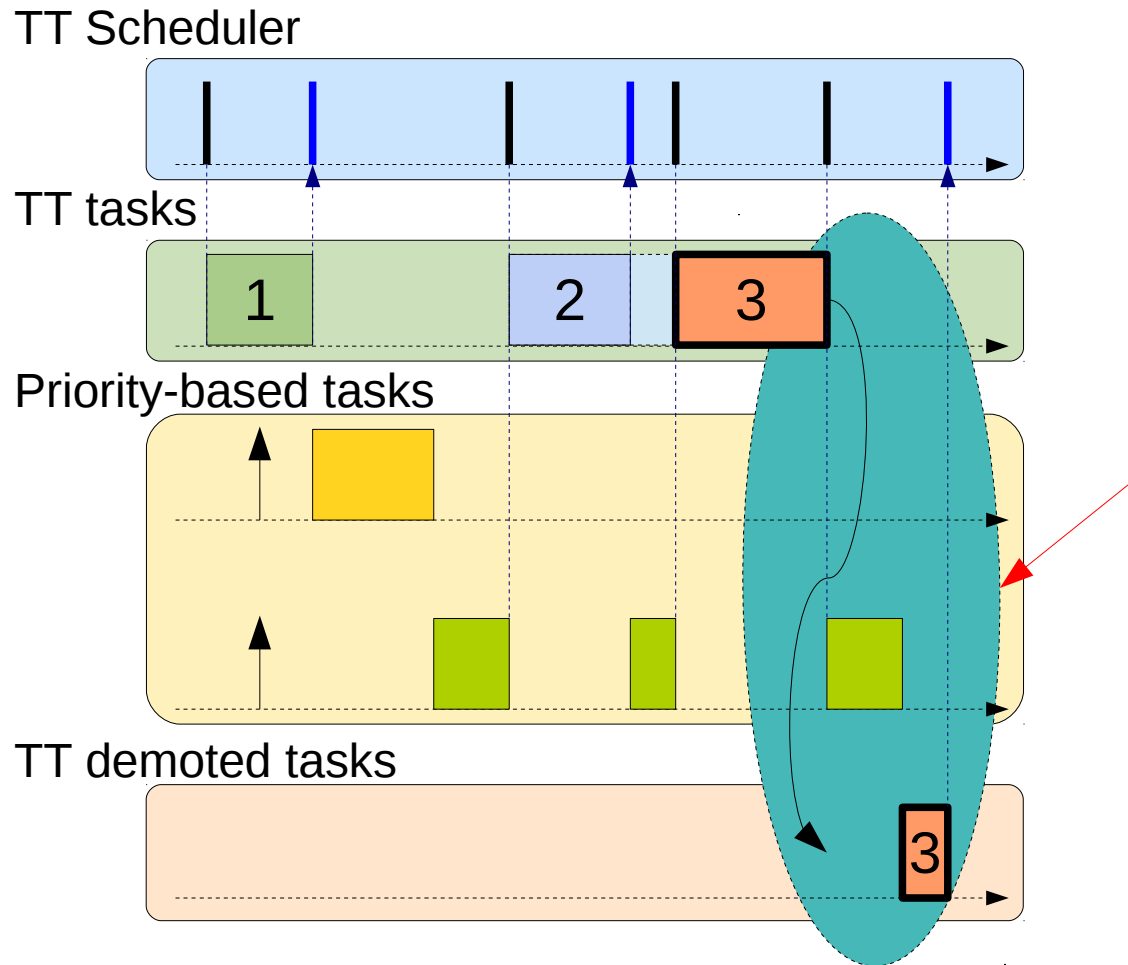 TT Scheduler
TT tasks
1 2 3
Priority-based tasks
TT demoted tasks
3